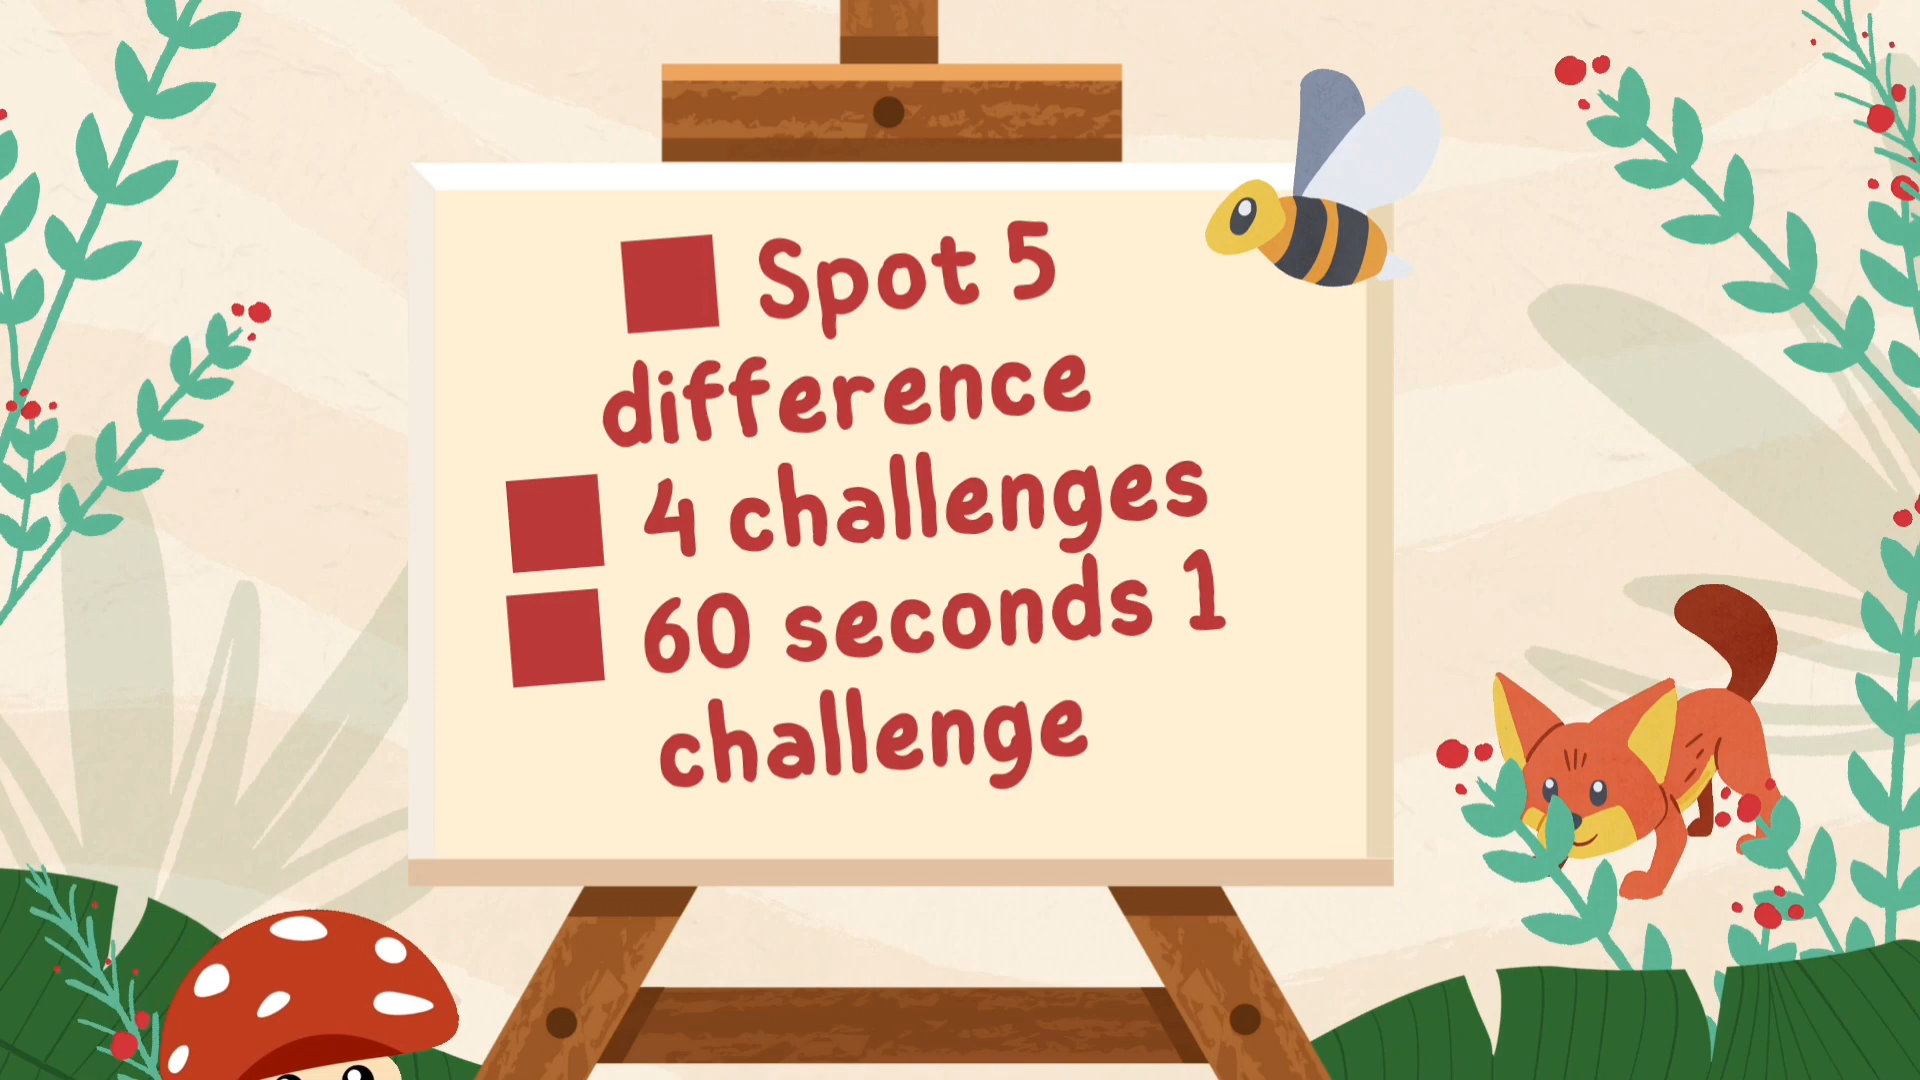 Spot 5
difference
4 challenges
60 seconds 1
challenge